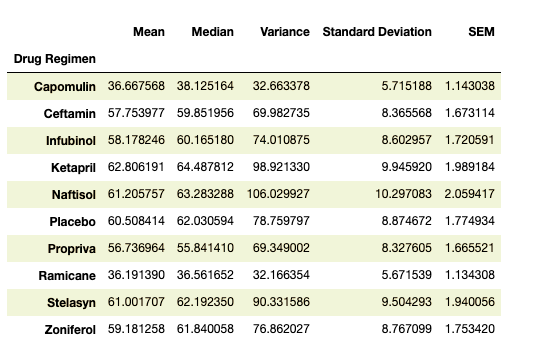 Mean Median Variance Standard Deviation SEM
Drug Regimen
Capomulin 36.667568 38.125164 32.663378 5.715188 1.143038
Ceftamin 57.753977 59.851956 69.982735 8.365568 1.673114
Infubinol 58.178246 60.165180 74.010875 8.602957 1.720591
Ketapril 62.806191 64.487812 98.921330 9.945920 1.989184
Naftisol 61.205757 63.283288 106.029927 10.297083 2.059417
Placebo 60.508414 62.030594 78.759797 8.874672 1.774934
Propriva 56.736964 55.841410 69.349002 8.327605 1.665521
Ramicane 36.191390 36.561652 32.166354 5.671539 1.134308
Stelasyn 61.001707 62.192350 90.331586 9.504293 1.940056
Zoniferol 59.181258 61.840058 76.862027 8.767099 1.753420